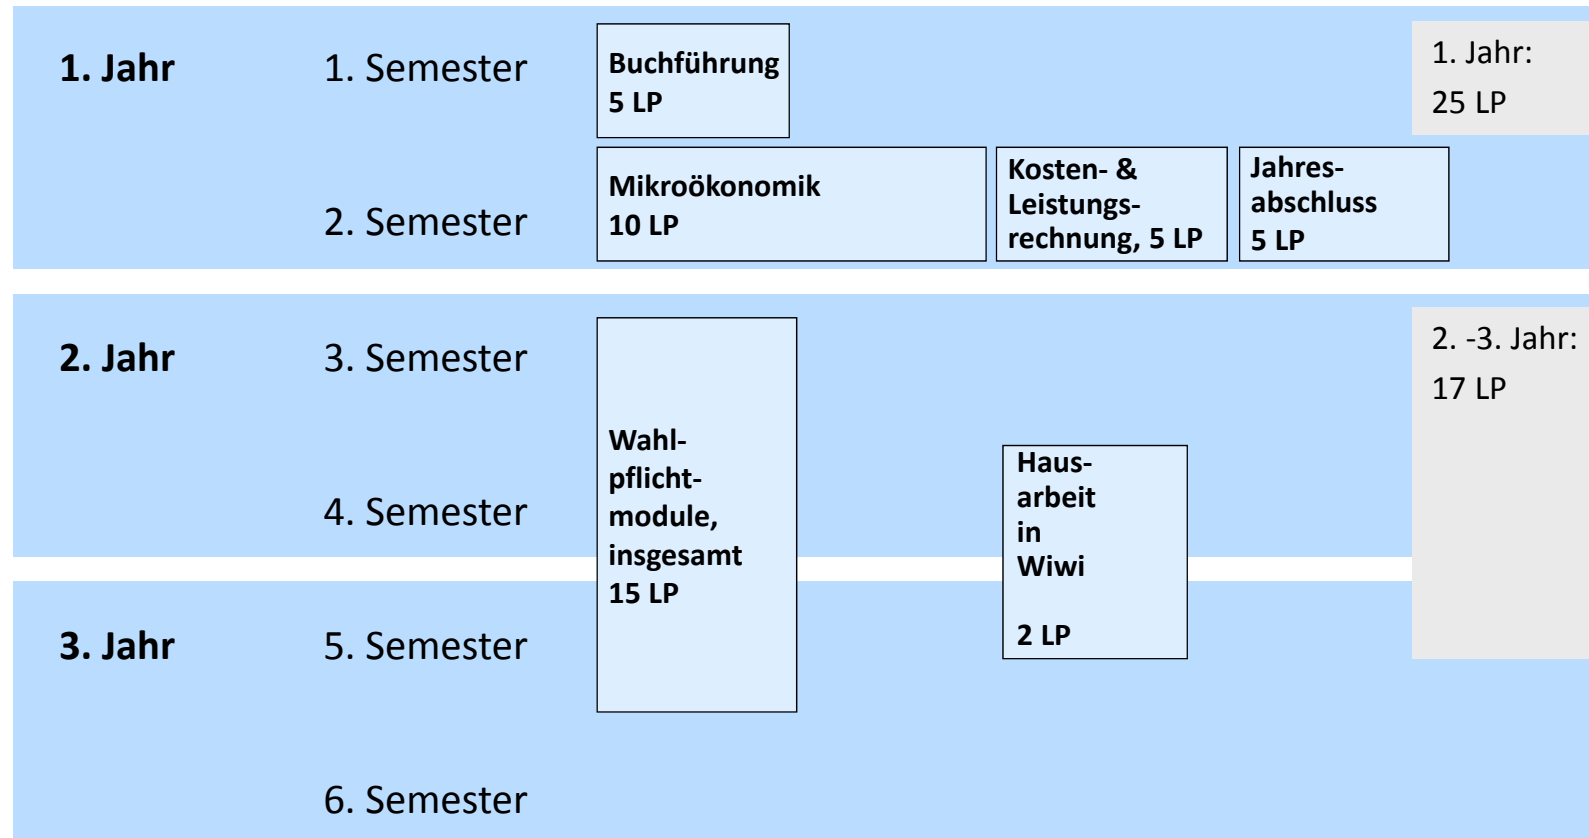 1. Jahr
1. Semester
Buchführung
5 LP
1. Jahr:
25 LP
2. Semester
Mikroökonomik
10 LP
Kosten- &
Leistungs-
rechnung, 5 LP
Jahres-
abschluss
5 LP
2. Jahr
3. Semester
2. -3. Jahr:
17 LP
4. Semester
Wahl-
pflicht-
module,
insgesamt
15 LP
Haus-
arbeit
in
Wiwi
2 LP
3. Jahr
5. Semester
6. Semester